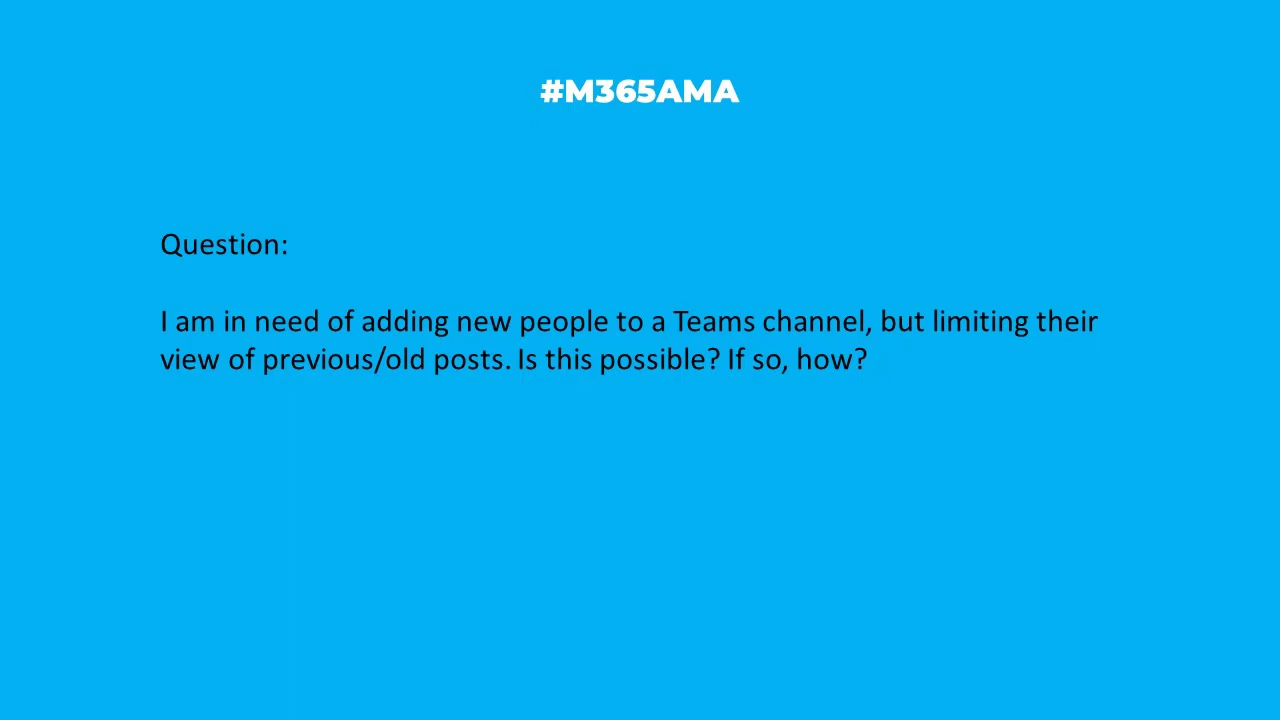 #M365AMA
Question:
I am in need of adding new people to a Teams channel, but limiting their
view of previous/old posts. Is this possible? If so, how?